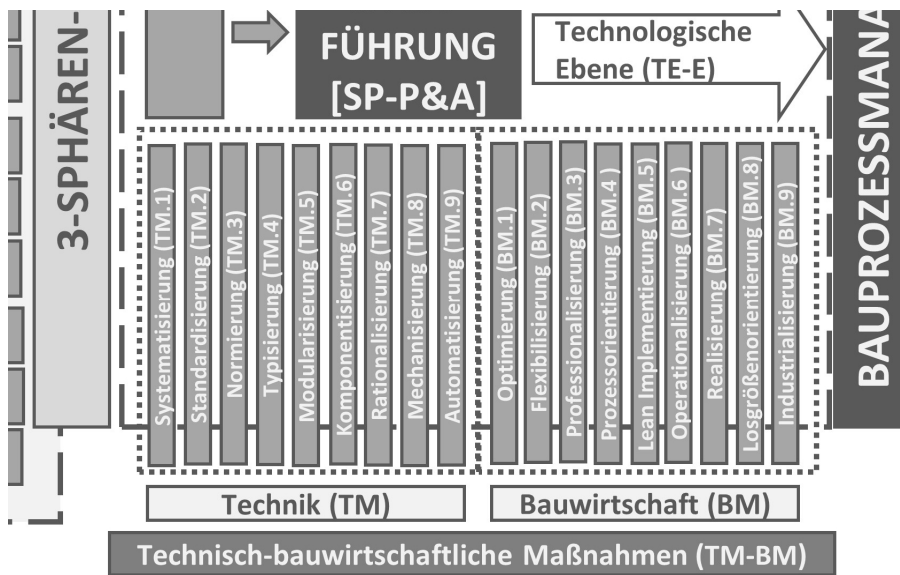 3-SPHÄREN-
FÜHRUNG
[SP-P&A]
Technologische
Ebene (TE-E)
BAUPROZESSMANA
Systematisierung (TM.1)
Standardisierung (TM.2)
Normierung (TM.3)
Typisierung (TM.4)
Modularisierung (TM.5)
Komponentisierung (TM.6)
Rationalisierung (TM.7)
Mechanisierung (TM.8)
Automatisierung (TM.9)
Optimierung (BM.1)
Flexibilisierung (BM.2)
Professionalisierung (BM.3)
Prozessorientierung (BM.4 )
Lean Implementierung (BM.5)
Operationalisierung (BM.6 )
Realisierung (BM.7)
Losgrößenorientierung (BM.8)
Industrialisierung (BM.9)
Technik (TM)
Bauwirtschaft (BM)
Technisch-bauwirtschaftliche Maßnahmen (TM-BM)